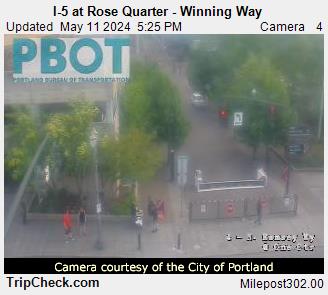 I-5 at Rose Quarter - Winning Way
Updated May 11 2024 5:25 PM Camera 4
PBOT
PORTLAND BUREAU OF TRANSPORTATION
Camera courtesy of the City of Portland
TripCheck.com Milepost302.00